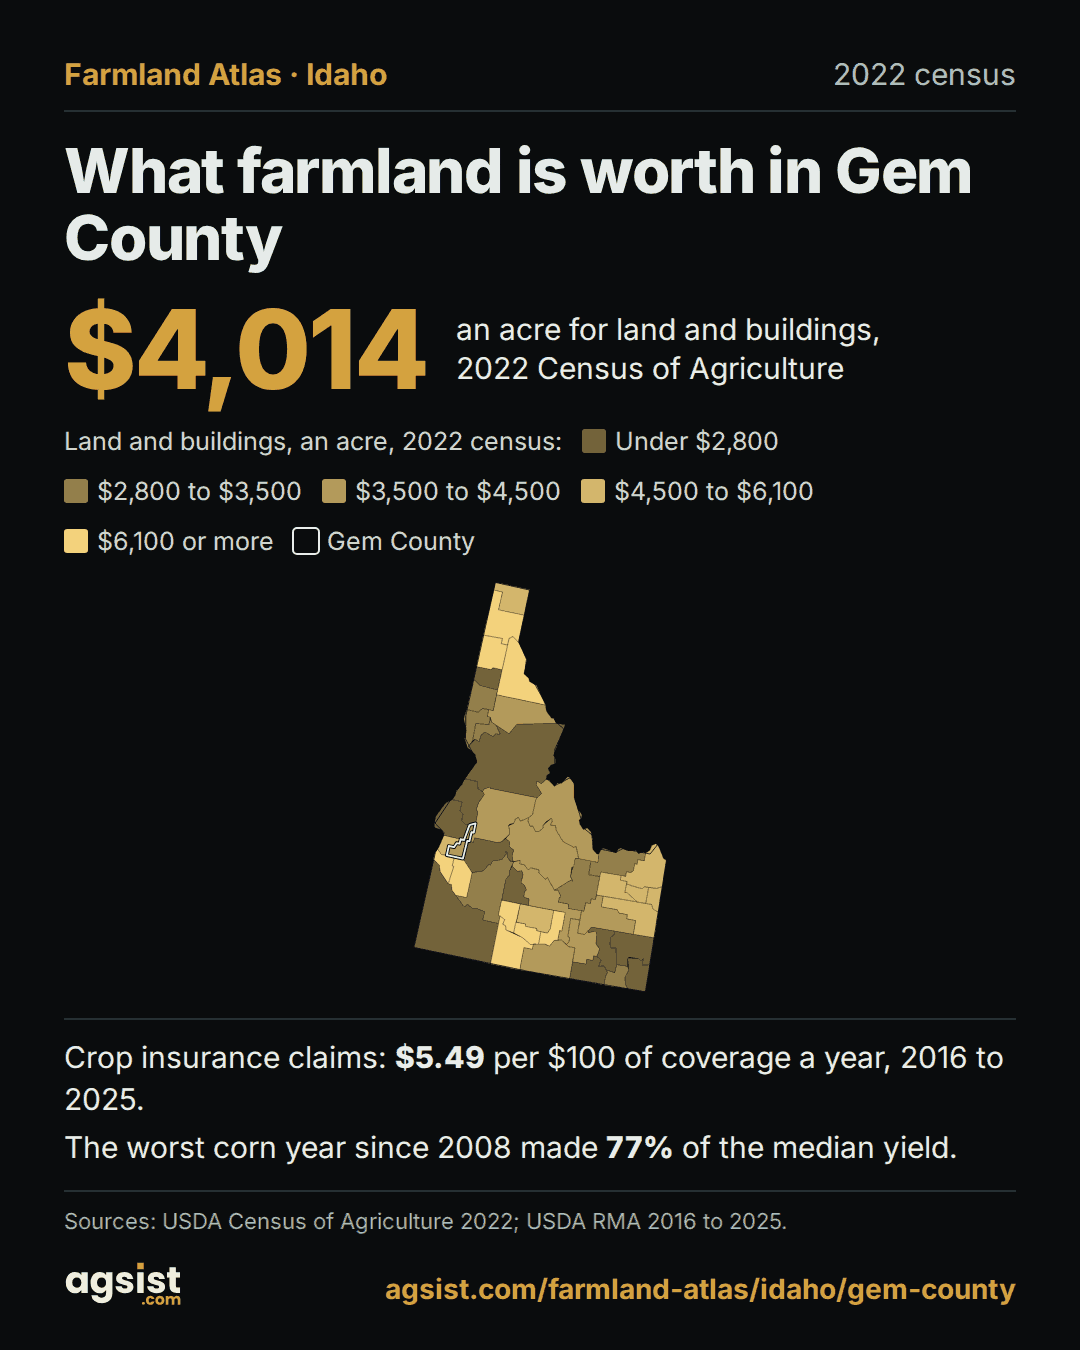 Farmland Atlas · Idaho
2022 census
What farmland is worth in Gem
County
$4,014
an acre for land and buildings,
2022 Census of Agriculture
Land and buildings, an acre, 2022 census: Under $2,800
$2,800 to $3,500 $3,500 to $4,500 $4,500 to $6,100
$6,100 or more Gem County
Crop insurance claims: $5.49 per $100 of coverage a year, 2016 to
2025.
The worst corn year since 2008 made 77% of the median yield.
Sources: USDA Census of Agriculture 2022; USDA RMA 2016 to 2025.
agsist
.com
agsist.com/farmland-atlas/idaho/gem-county